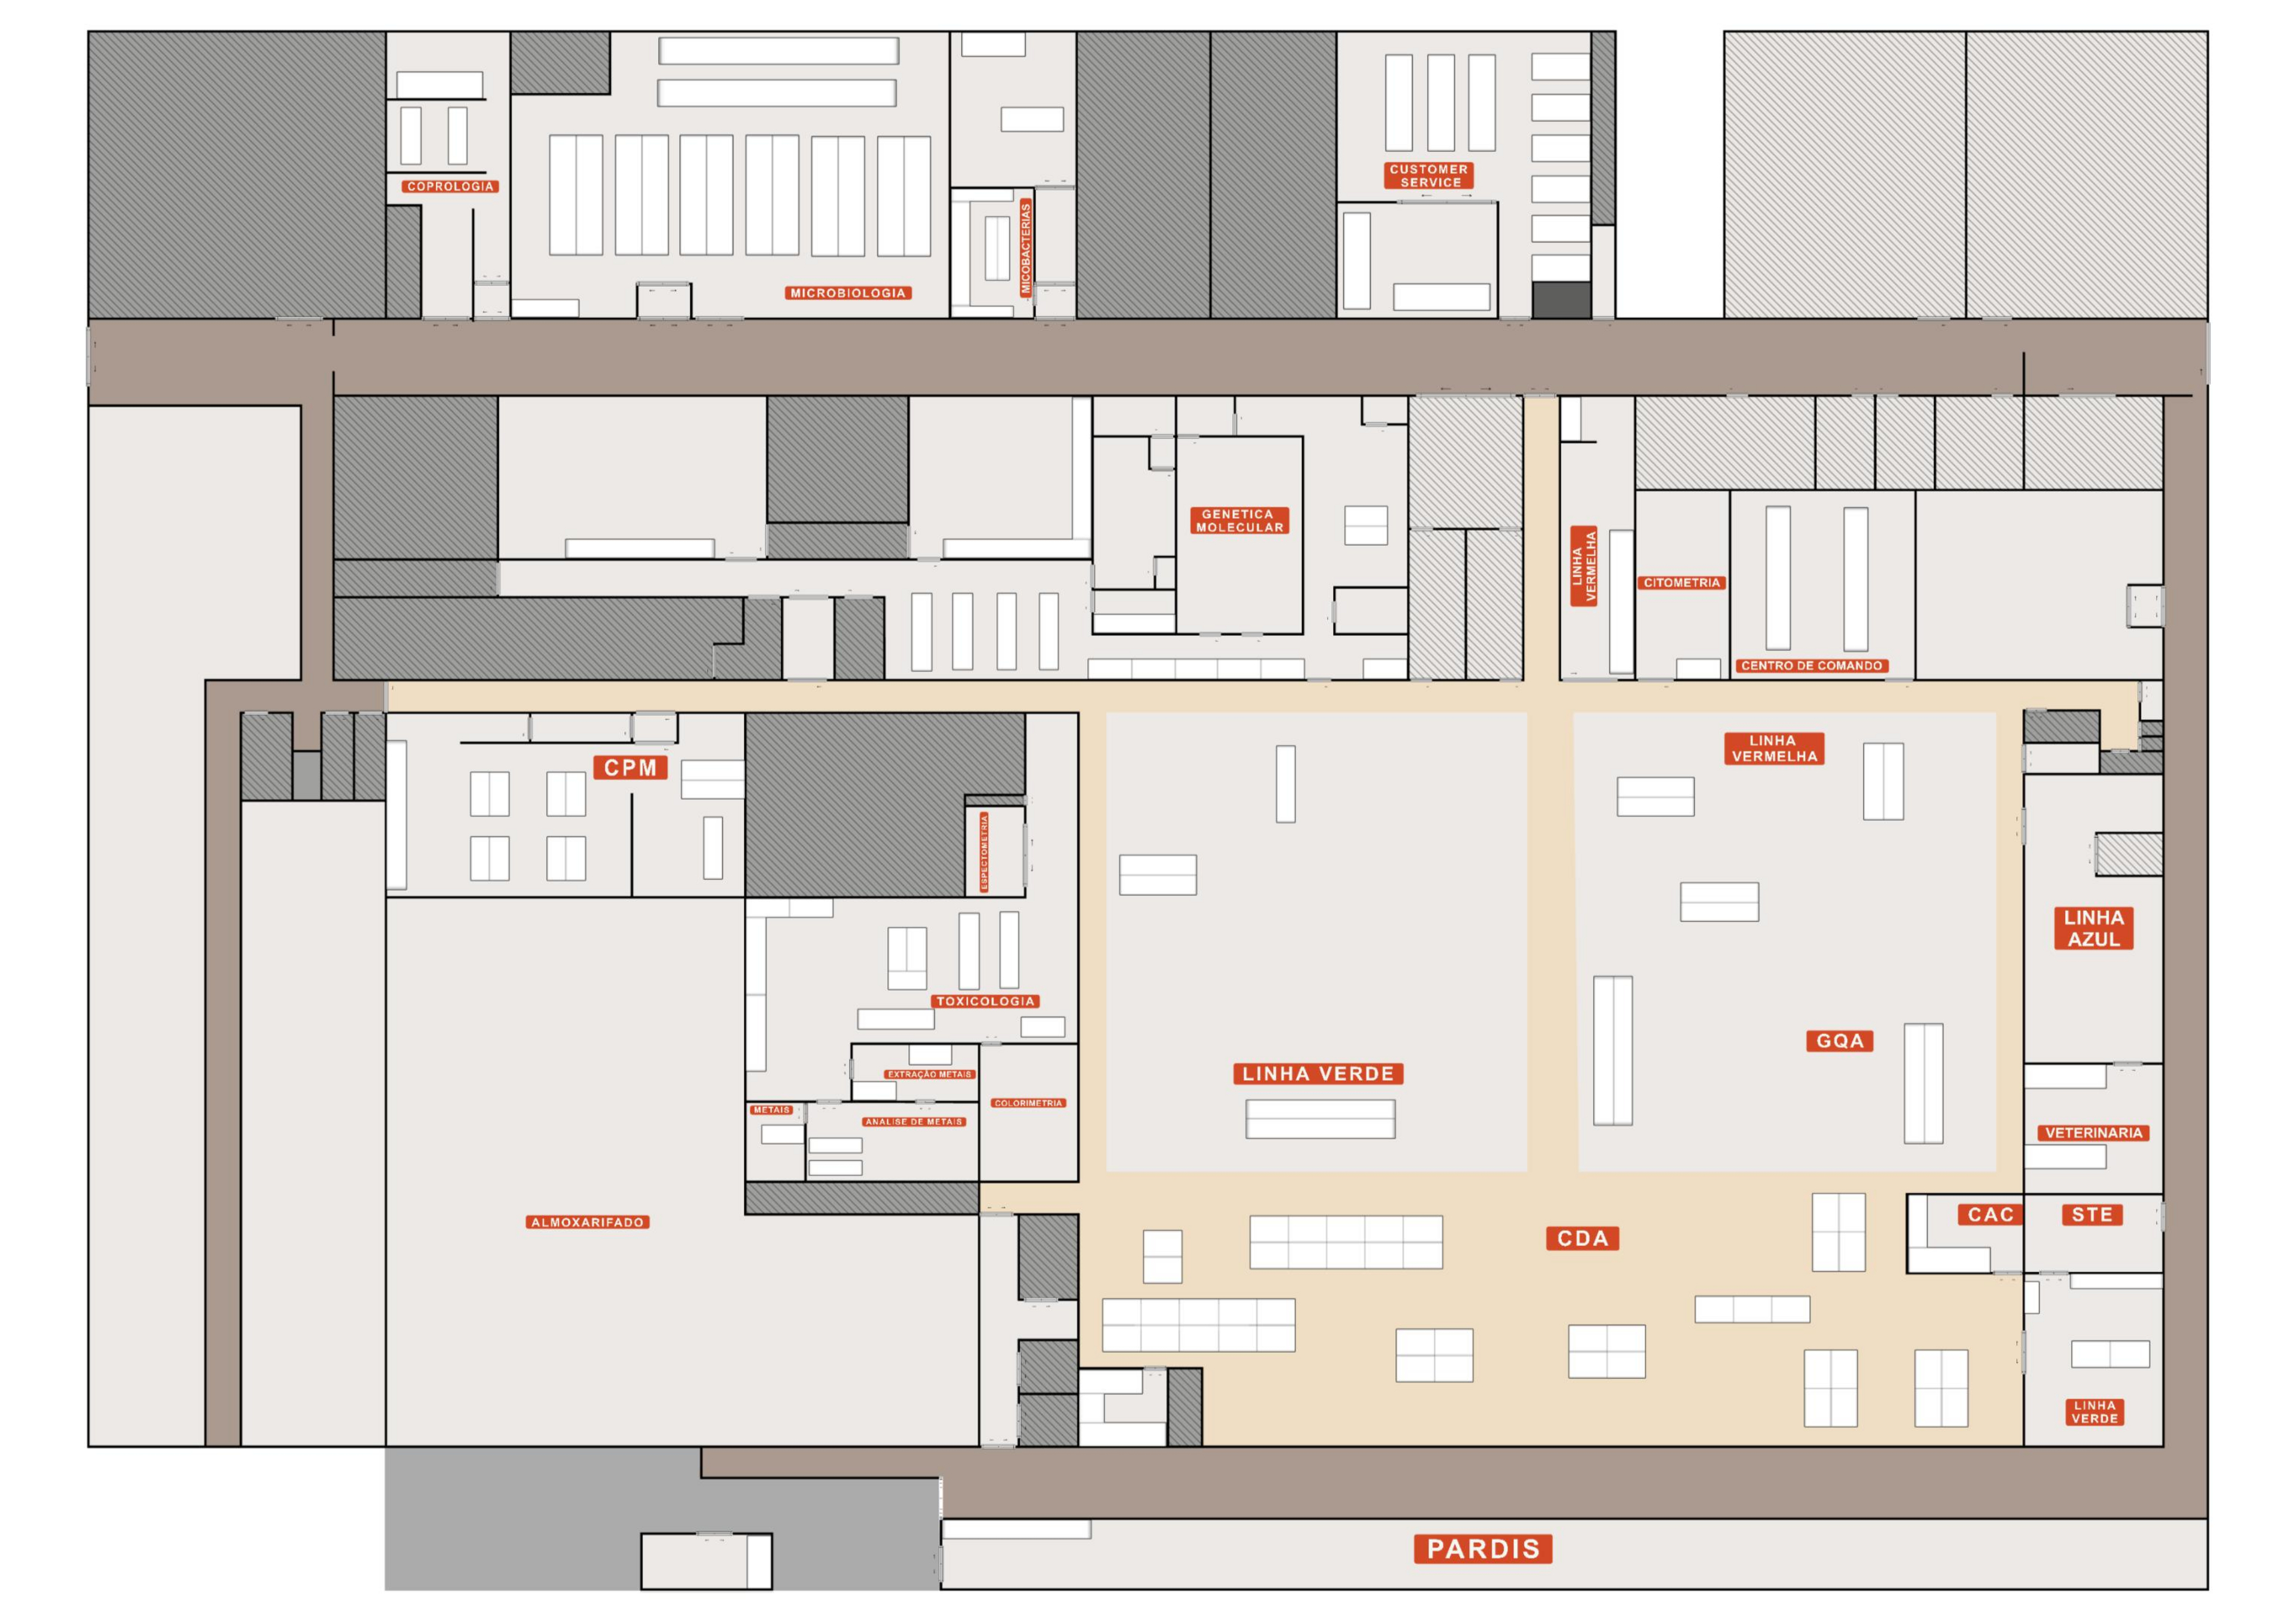 COPROLOGIA
MICROBIOLOGIA
MICOBACTERIAS
CUSTOMER
SERVICE
GENETICA
MOLECULAR
LINHA
VERMELHA
CITOMETRIA
CENTRO DE COMANDO
CPM
ESPECTOMETRIA
LINHA
VERMELHA
LINHA
AZUL
TOXICOLOGIA
GQA
EXTRAÇÃO METAIS
LINHA VERDE
COLORIMETRIA
METAIS
ANALISE DE METAIS
VETERINARIA
ALMOXARIFADO
CDA
CAC
STE
LINHA
VERDE
PARDIS